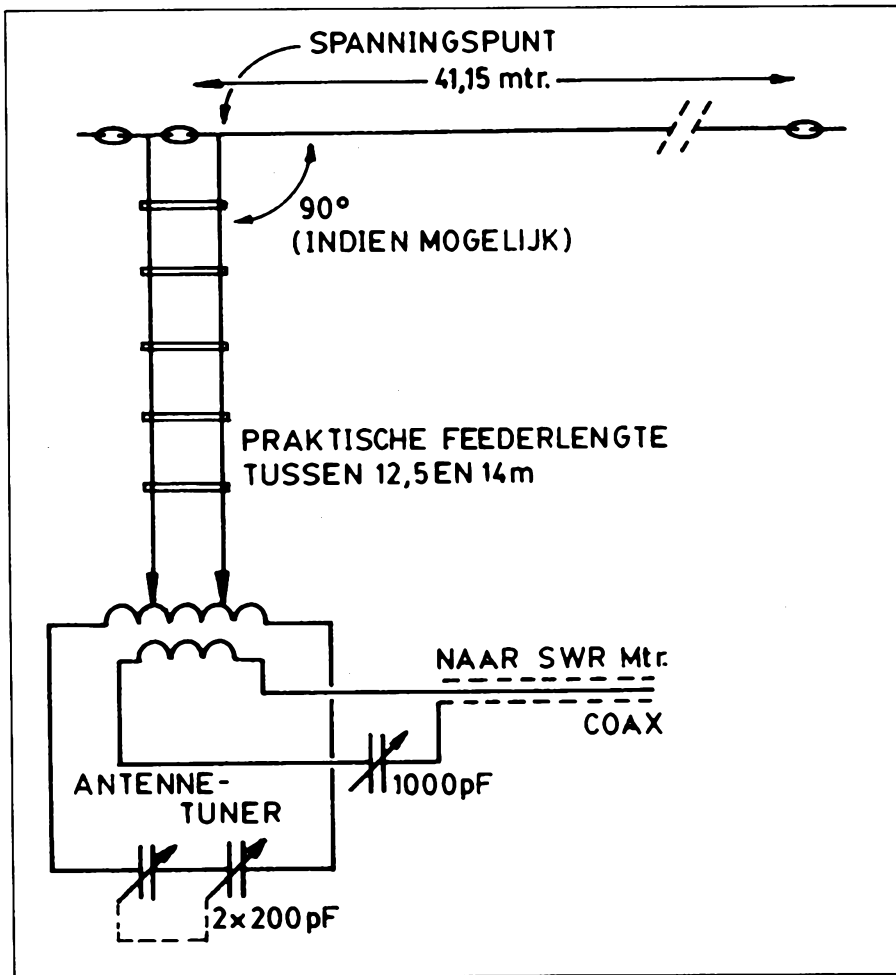 SPANNINGSPUNT
41,15 mtr.
90°
(INDIEN MOGELIJK)
PRAKTISCHE FEEDERLENGTE
TUSSEN 12,5 EN 14m
NAAR SWR Mtr.
COAX
1000pF
ANTENNE-
TUNER
2x200pF